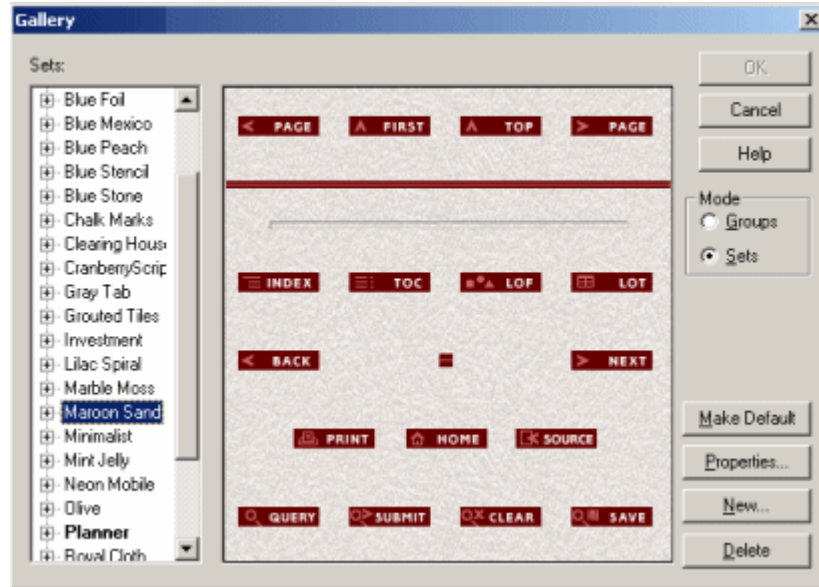 Gallery
Sets:
Blue Foil
Blue Mexico
Blue Peach
Blue Stencil
Blue Stone
Chalk Marks
Clearing Hous
CranberryScrip
Gray Tab
Grouted Tiles
Investment
Lilac Spiral
Marble Moss
Maroon Sand
Minimalist
Mint Jelly
Neon Mobile
Olive
Planner
Royal Cloth
PAGE FIRST TOP PAGE
INDEX TOC LOF LOT
BACK NEXT
PRINT HOME SOURCE
QUERY SUBMIT CLEAR SAVE
OK
Cancel
Help
Mode
Groups
Sets
Make Default
Properties...
New...
Delete